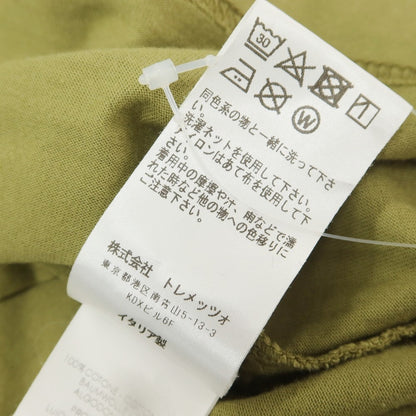 30
W
同色系の物と一緒に洗って下さい。
洗濯ネットを使用して下さい。
アイロンはあて布を使用して下さい
着用中の摩擦や汗、雨などで濡
れた時など他の物への色移りに
ご注意下さい。
株式会社 トレメッツオ
東京都港区南青山5-13-3
KDXビル6F
イタリア製
100%